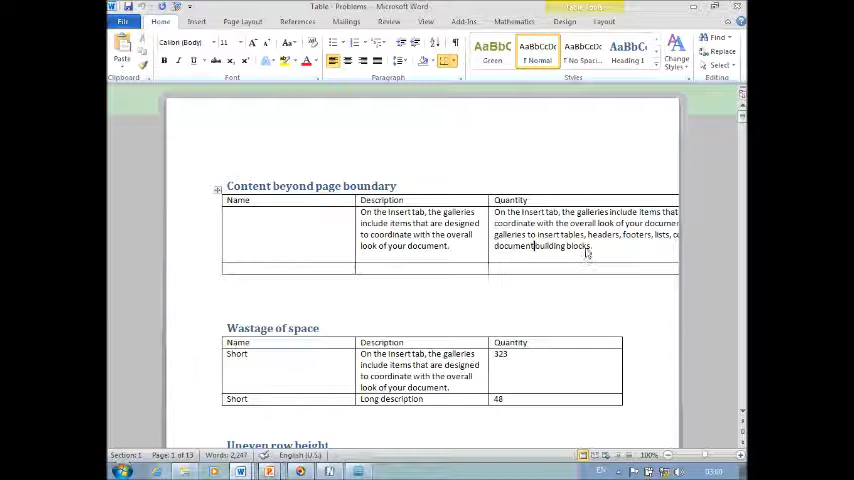 Table - Problems - Microsoft Word
Table Tools
File Home Insert Page Layout References Mailings Review View Add-Ins Mathematics Design Layout
Calibri (Body) 11
Paste
AaBbC AaBbCcDc AaBbCcDc AaBbC
Green ¶ Normal ¶ No Spaci... Heading 1
Change Styles
Find
Replace
Select
Clipboard Font Paragraph Styles Editing
Content beyond page boundary
Name Description Quantity
On the Insert tab, the galleries
include items that are designed
to coordinate with the overall
look of your document.
On the Insert tab, the galleries include items that
coordinate with the overall look of your documen
galleries to insert tables, headers, footers, lists, co
document building blocks.
Wastage of space
Name Description Quantity
Short
On the Insert tab, the galleries
include items that are designed
to coordinate with the overall
look of your document.
323
Short Long description 48
Uneven row height
Section: 1 Page: 1 of 13 Words: 2,247 English (U.S.) 100%
EN 03:60